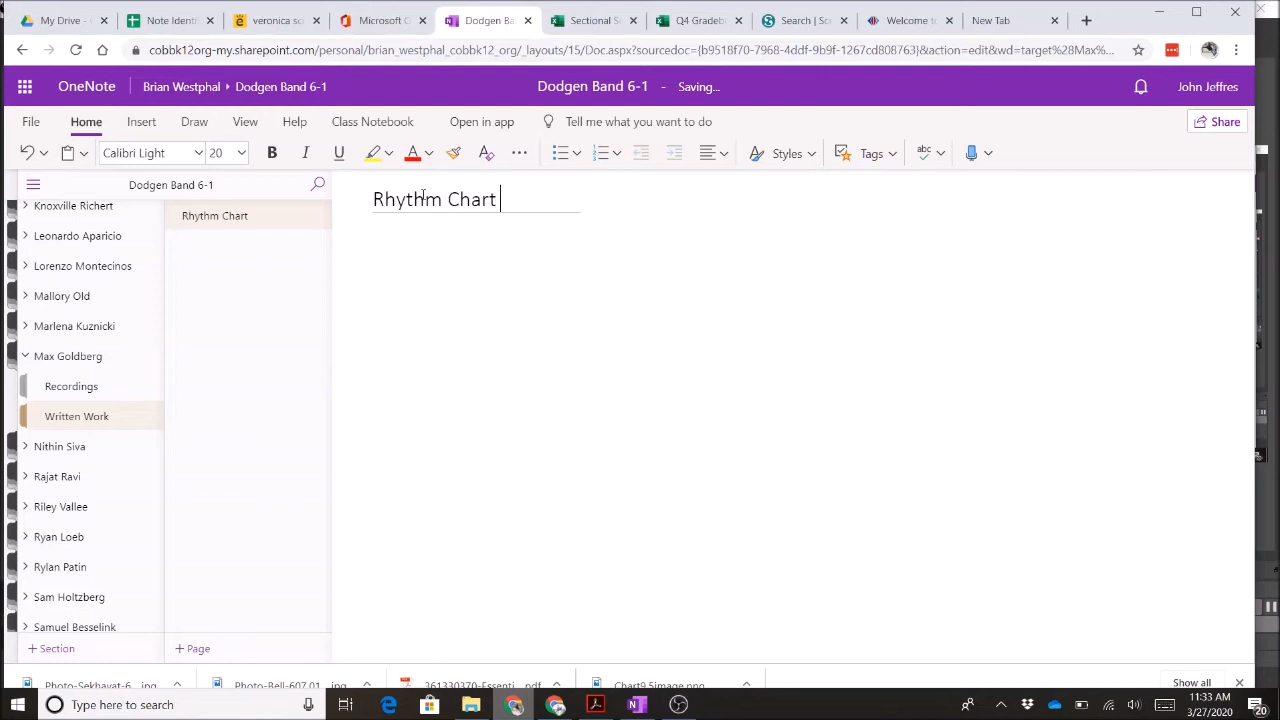 My Drive -
Note Identi
veronica sc
Microsoft C
Dodgen Ba
Sectional S
Q4 Gradeb
Search | Sc
Welcome to
New Tab
cobbk12org-my.sharepoint.com/personal/brian_westphal_cobbk12_org/_layouts/15/Doc.aspx?sourcedoc={b9518f70-7968-4ddf-9b9f-1267cd808763}&action=edit&wd=target%28Max%...
OneNote
Brian Westphal
Dodgen Band 6-1
Dodgen Band 6-1 - Saving...
John Jeffres
File
Home
Insert
Draw
View
Help
Class Notebook
Open in app
Tell me what you want to do
Share
Calibri Light
20
B
I
U
A
A
Styles
Tags
abc
Dodgen Band 6-1
Knoxville Richert
Leonardo Aparicio
Lorenzo Montecinos
Mallory Old
Marlena Kuznicki
Max Goldberg
Recordings
Written Work
Nithin Siva
Rajat Ravi
Riley Vallee
Ryan Loeb
Rylan Patin
Sam Holtzberg
Samuel Besselink
+ Section
Rhythm Chart
+ Page
Rhythm Chart
Photo-Sekhavat-6....jpg
Photo-Bell-607.01.jpg
361330370-Essenti....pdf
Chart9.5image.png
Show all
Type here to search
11:33 AM
3/27/2020
20